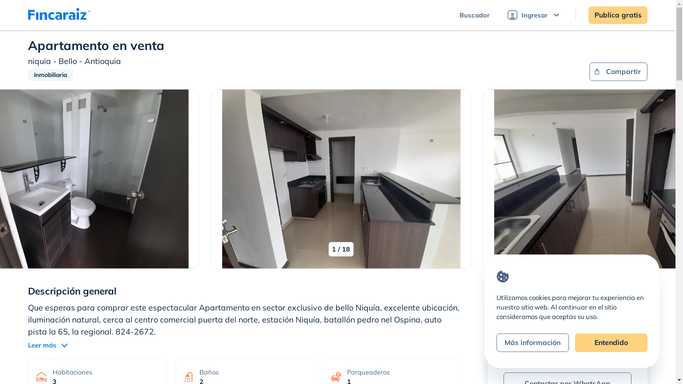 Fincaraiz
Buscador
Ingresar
Publica gratis
Apartamento en venta
niquia - Bello - Antioquia
Inmobiliaria
Compartir
1 / 18
Descripción general
Que esperas para comprar este espectacular Apartamento en sector exclusivo de bello Niquía, excelente ubicación,
iluminación natural, cerca al centro comercial puerta del norte, estación Niquía, batallón pedro nel Ospina, auto
pista la 65, la regional. 824-2672.
Leer más
Habitaciones
3
Baños
2
Parqueaderos
1
Utilizamos cookies para mejorar tu experiencia en
nuestro sitio web. Al continuar en el sitio
consideramos que aceptas su uso.
Más información
Entendido
Contactar por WhatsApp